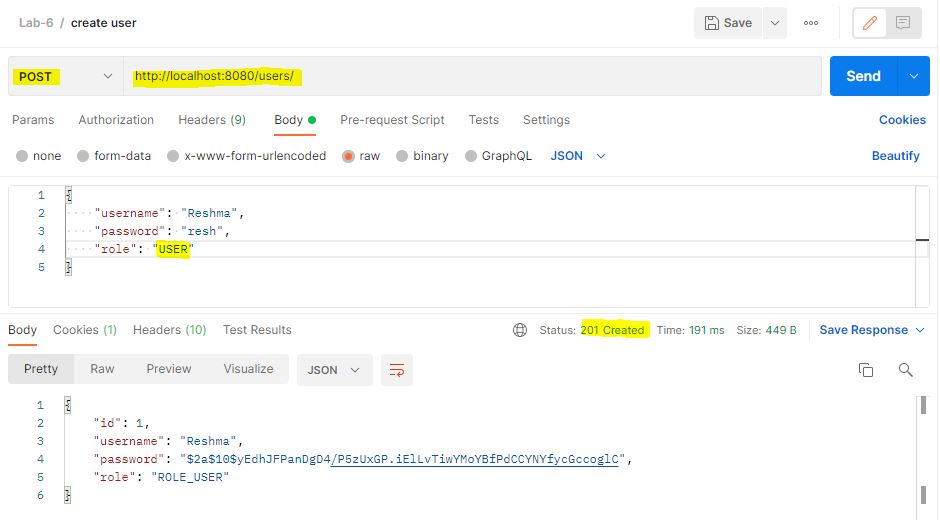 Lab-6 / create user
Save
POST
http://localhost:8080/users/
Send
Params Authorization Headers (9) Body Pre-request Script Tests Settings Cookies
none form-data x-www-form-urlencoded raw binary GraphQL JSON Beautify
1 {
2 "username": "Reshma",
3 "password": "resh",
4 "role": "USER"
5 }
Body Cookies (1) Headers (10) Test Results Status: 201 Created Time: 191 ms Size: 449 B Save Response
Pretty Raw Preview Visualize JSON
1 {
2 "id": 1,
3 "username": "Reshma",
4 "password": "$2a$10$yEdhJFPanDgD4/P5zUxGP.iElLvTiwYMoYBfPdCCYNYfycGccoglC",
5 "role": "ROLE_USER"
6 }